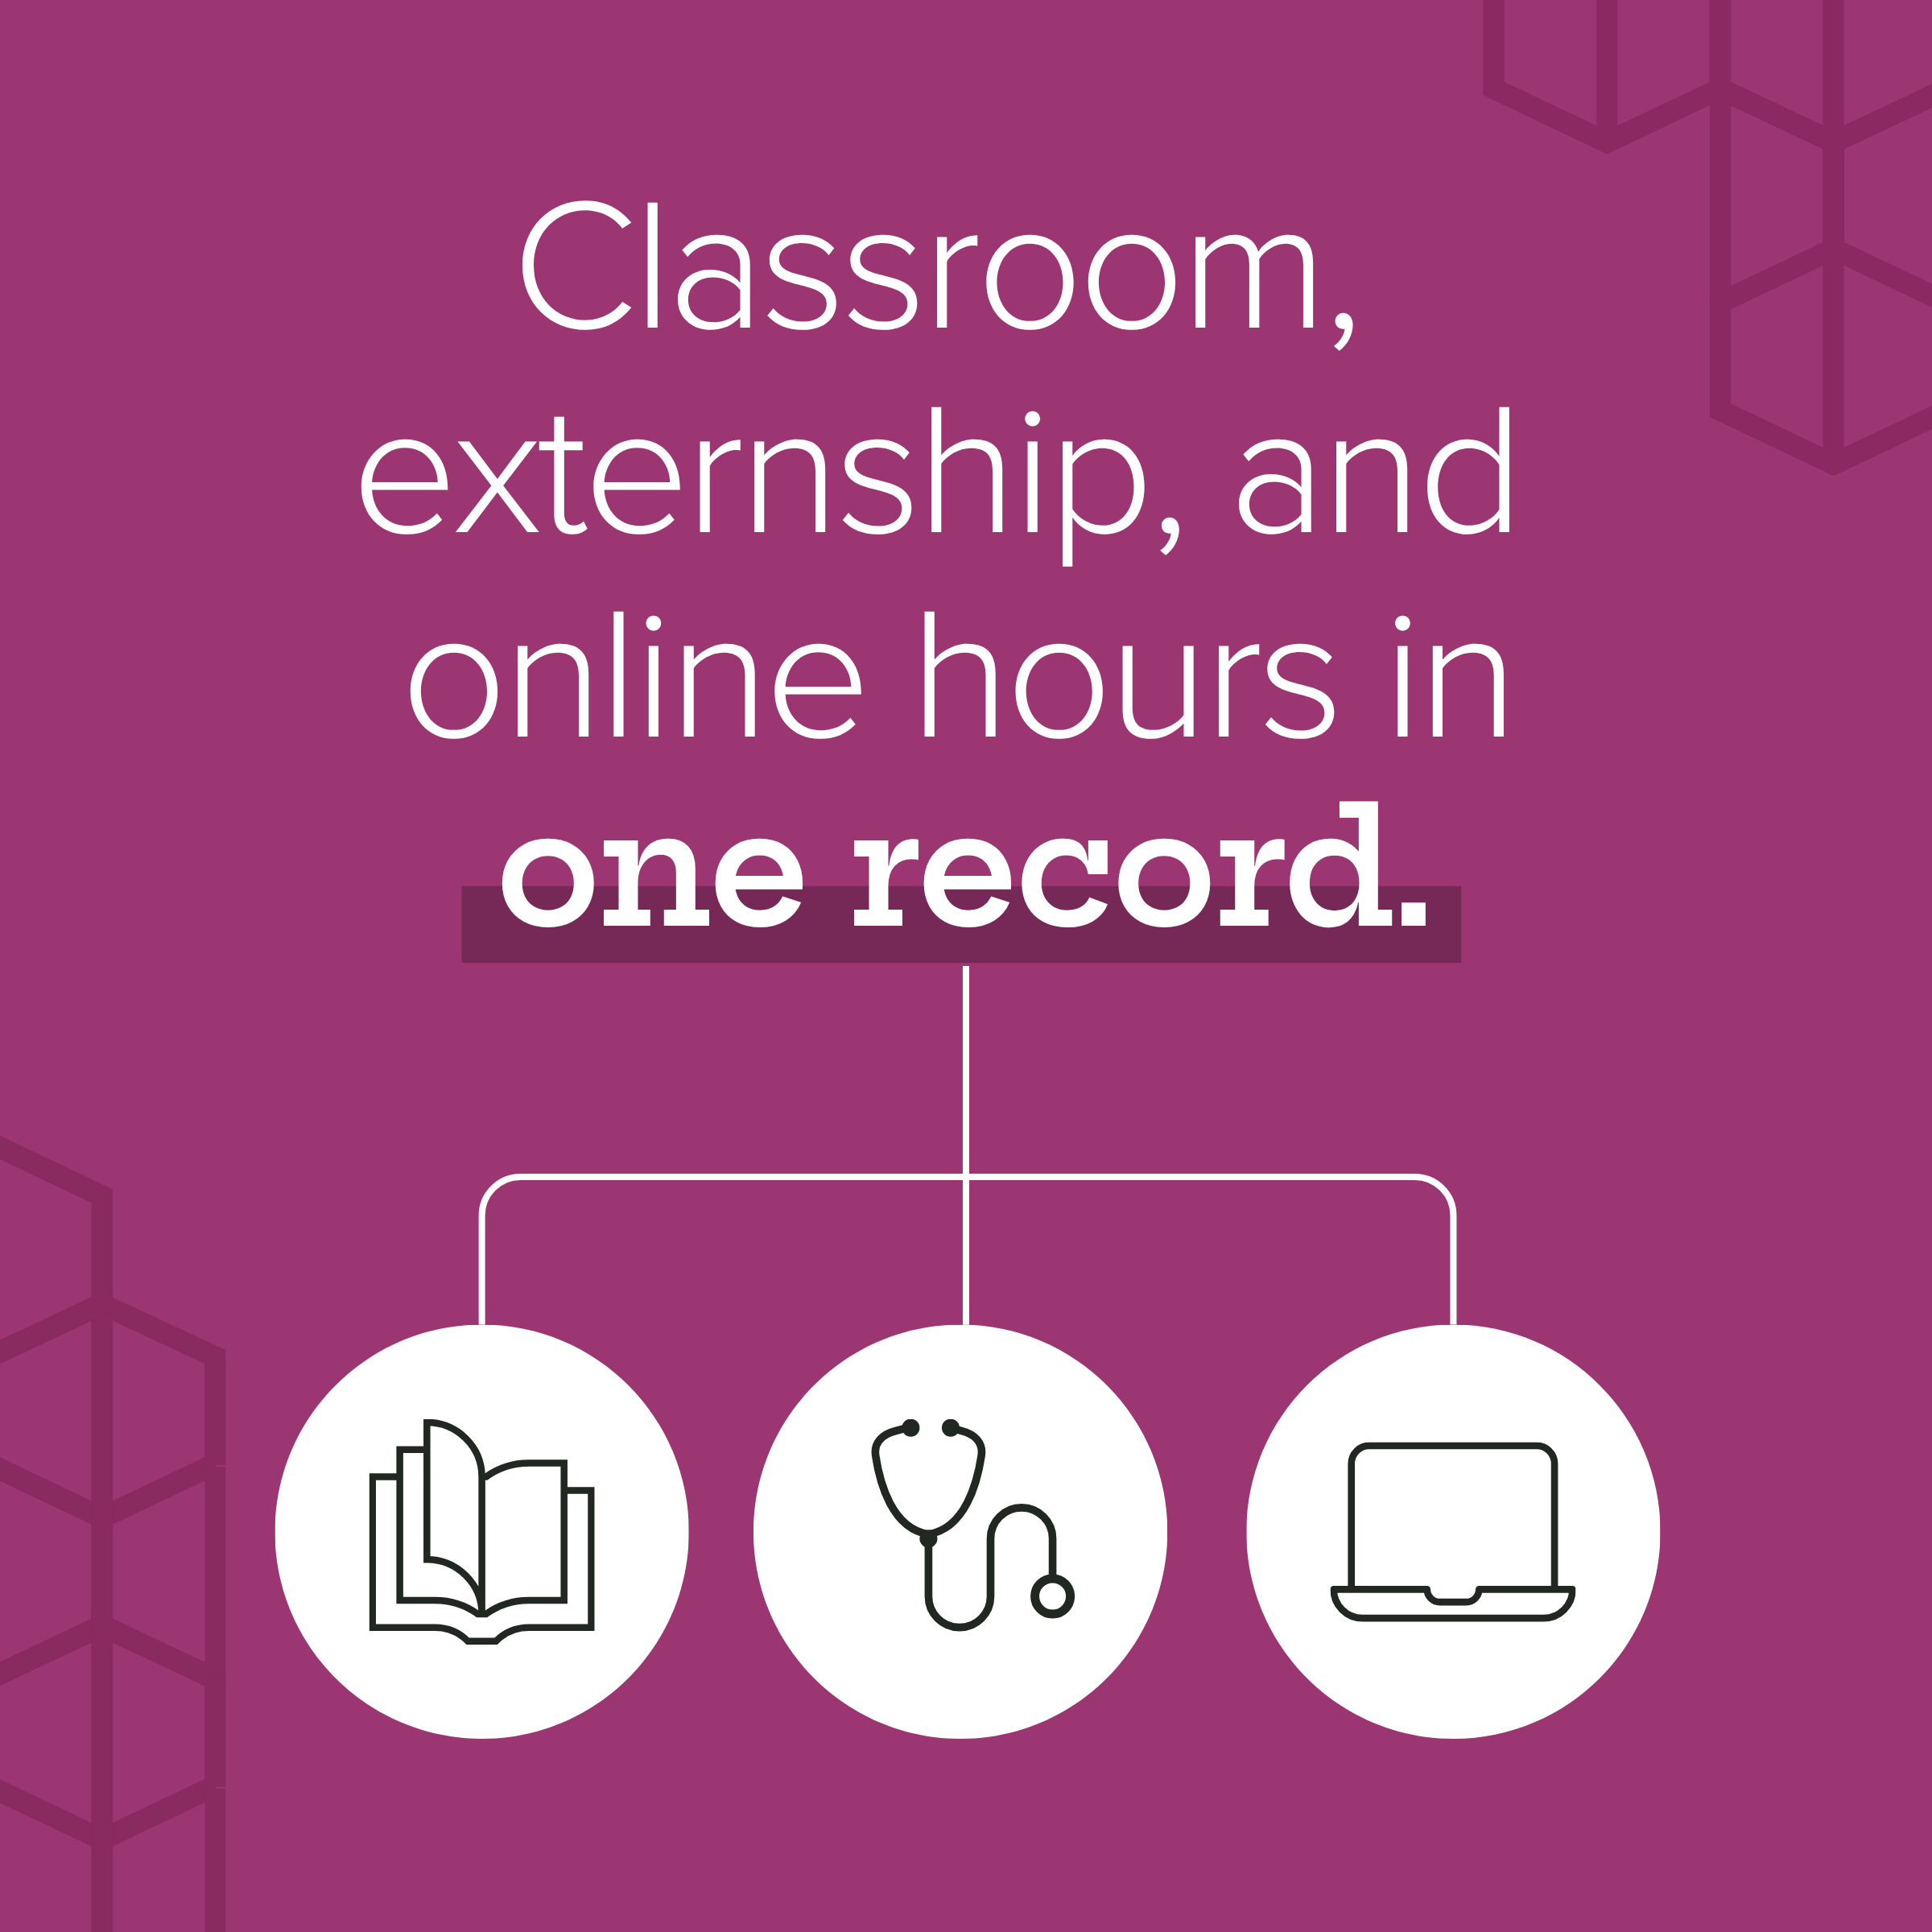 Classroom,
externship, and
online hours in
one record.